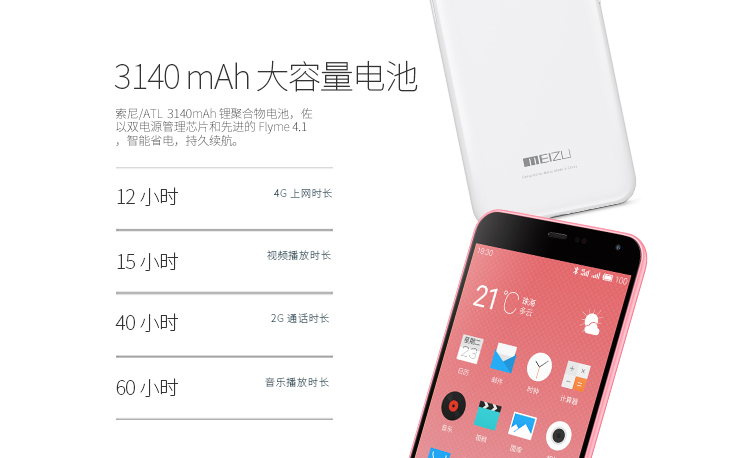 3140 mAh 大容量电池
索尼/ATL 3140mAh 锂聚合物电池，佐
以双电源管理芯片和先进的 Flyme 4.1
，智能省电，持久续航。
12 小时
4G 上网时长
15 小时
视频播放时长
40 小时
2G 通话时长
60 小时
音乐播放时长
MEIZU
18:30
100
21℃
珠海
多云
星期二
23
日历
邮件
时钟
计算器
音乐
视频
图库